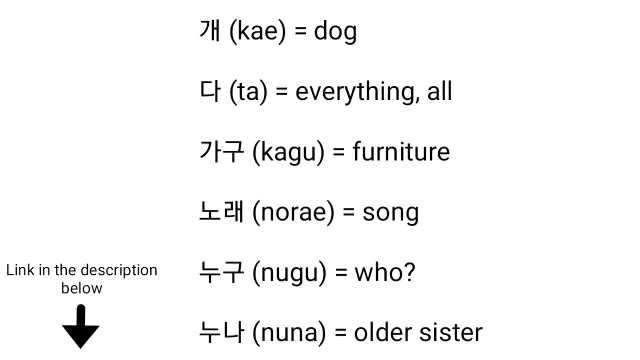 개 (kae) = dog
다 (ta) = everything, all
가구 (kagu) = furniture
노래 (norae) = song
누구 (nugu) = who?
누나 (nuna) = older sister
Link in the description
below